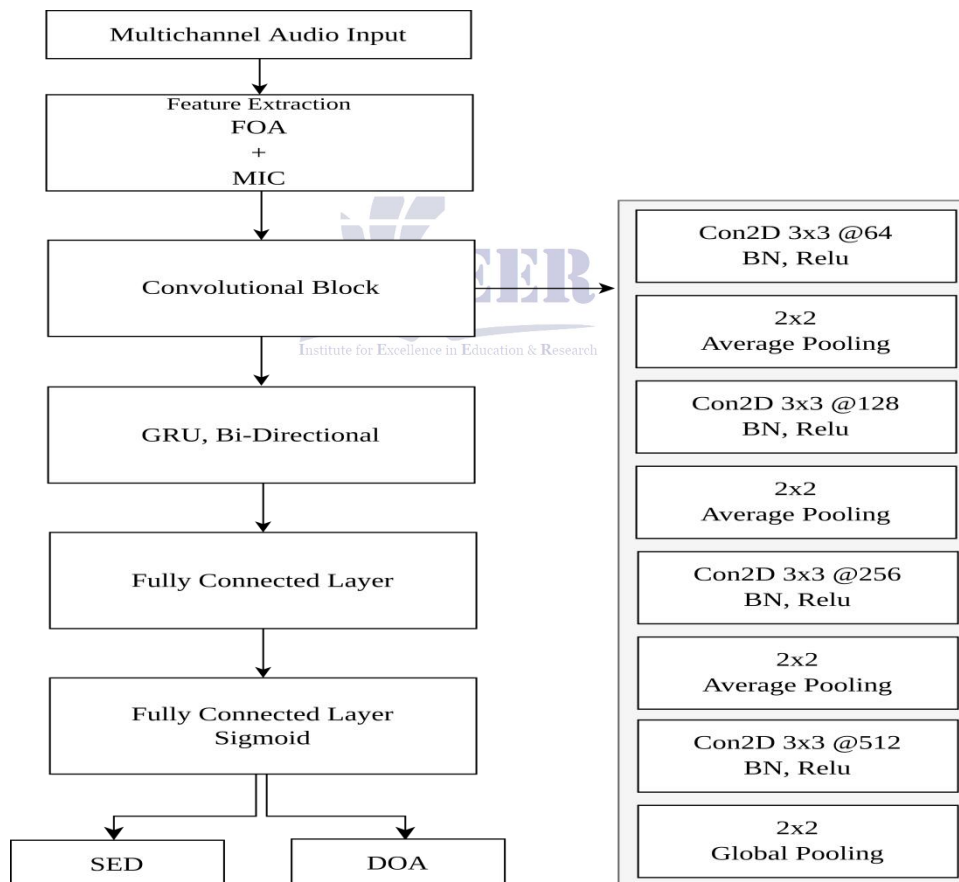 Multichannel Audio Input
Feature Extraction
FOA
+
MIC
Convolutional Block
EER
Institute for Excellence in Education & Research
GRU, Bi-Directional
Fully Connected Layer
Fully Connected Layer
Sigmoid
SED
DOA
Con2D 3x3 @64
BN, Relu
2x2
Average Pooling
Con2D 3x3 @128
BN, Relu
2x2
Average Pooling
Con2D 3x3 @256
BN, Relu
2x2
Average Pooling
Con2D 3x3 @512
BN, Relu
2x2
Global Pooling